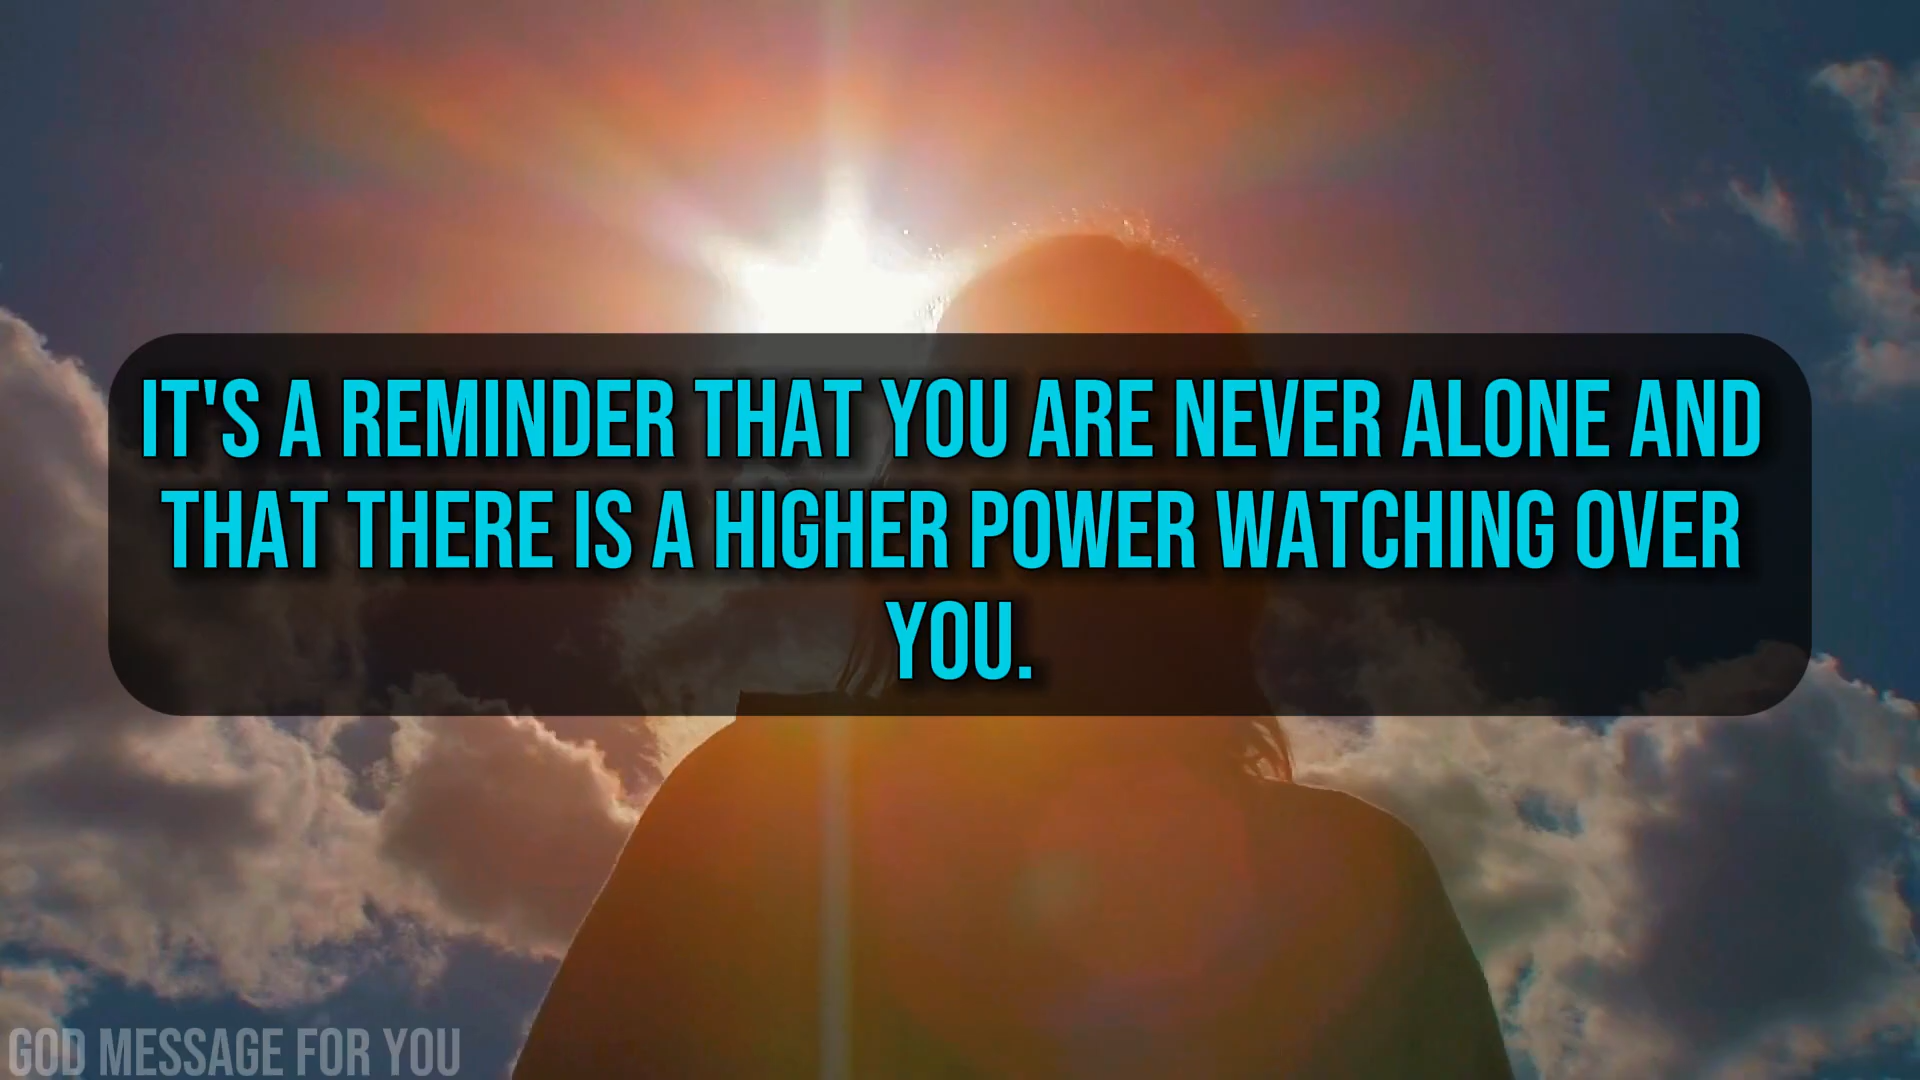 IT'S A REMINDER THAT YOU ARE NEVER ALONE AND
THAT THERE IS A HIGHER POWER WATCHING OVER
YOU.
GOD MESSAGE FOR YOU